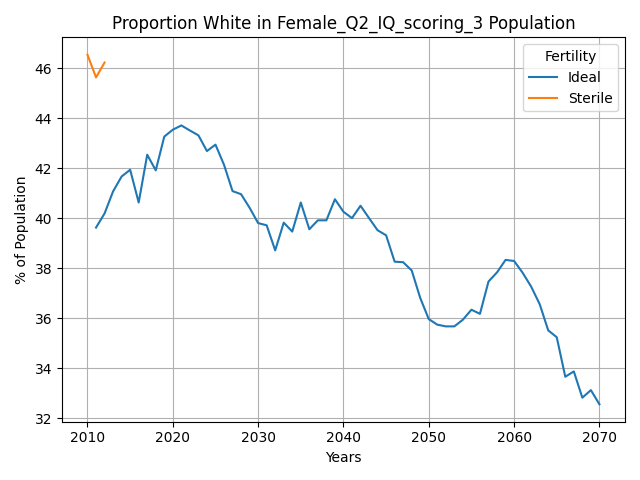 Proportion White in Female_Q2_IQ_scoring_3 Population
Fertility
Ideal
Sterile
% of Population
46
44
42
40
38
36
34
32
2010 2020 2030 2040 2050 2060 2070
Years